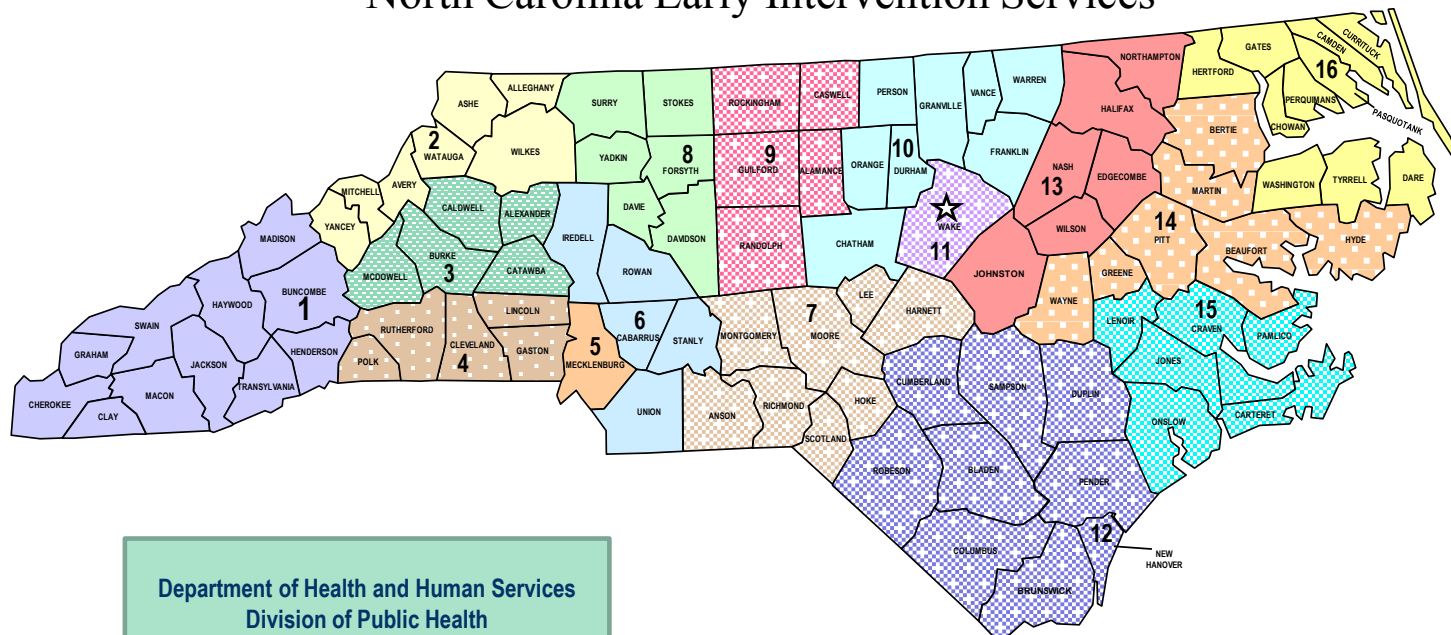 North Carolina Early Intervention Services
NORTHAMPTON
GATES
CAMDEN
CURRITUCK
HERTFORD
16
ALLEGHANY
ASHE
SURRY
STOKES
ROCKINGHAM
CASWELL
PERSON
GRANVILLE
VANCE
WARREN
HALIFAX
PERQUIMANS
PASQUOTANK
CHOWAN
BERTIE
2
WATAUGA
WILKES
YADKIN
8
FORSYTH
9
GUILFORD
ALAMANCE
ORANGE
10
DURHAM
FRANKLIN
NASH
13
EDGECOMBE
MARTIN
WASHINGTON
TYRRELL
DARE
MITCHELL
AVERY
YANCEY
CALDWELL
ALEXANDER
DAVIE
DAVIDSON
IREDELL
RANDOLPH
CHATHAM
WAKE
11
WILSON
14
PITT
BEAUFORT
HYDE
MADISON
BURKE
3
MCDOWELL
CATAWBA
ROWAN
JOHNSTON
GREENE
WAYNE
BUNCOMBE
1
HAYWOOD
SWAIN
RUTHERFORD
LINCOLN
CLEVELAND
4
GASTON
POLK
5
MECKLENBURG
6
CABARRUS
STANLY
MONTGOMERY
7
MOORE
LEE
HARNETT
LENOIR
15
CRAVEN
PAMLICO
JONES
GRAHAM
JACKSON
HENDERSON
TRANSYLVANIA
MACON
CHEROKEE
CLAY
UNION
ANSON
RICHMOND
HOKE
SCOTLAND
CUMBERLAND
SAMPSON
DUPLIN
ONSLOW
CARTERET
ROBESON
BLADEN
PENDER
COLUMBUS
12
NEW
HANOVER
BRUNSWICK
Department of Health and Human Services
Division of Public Health